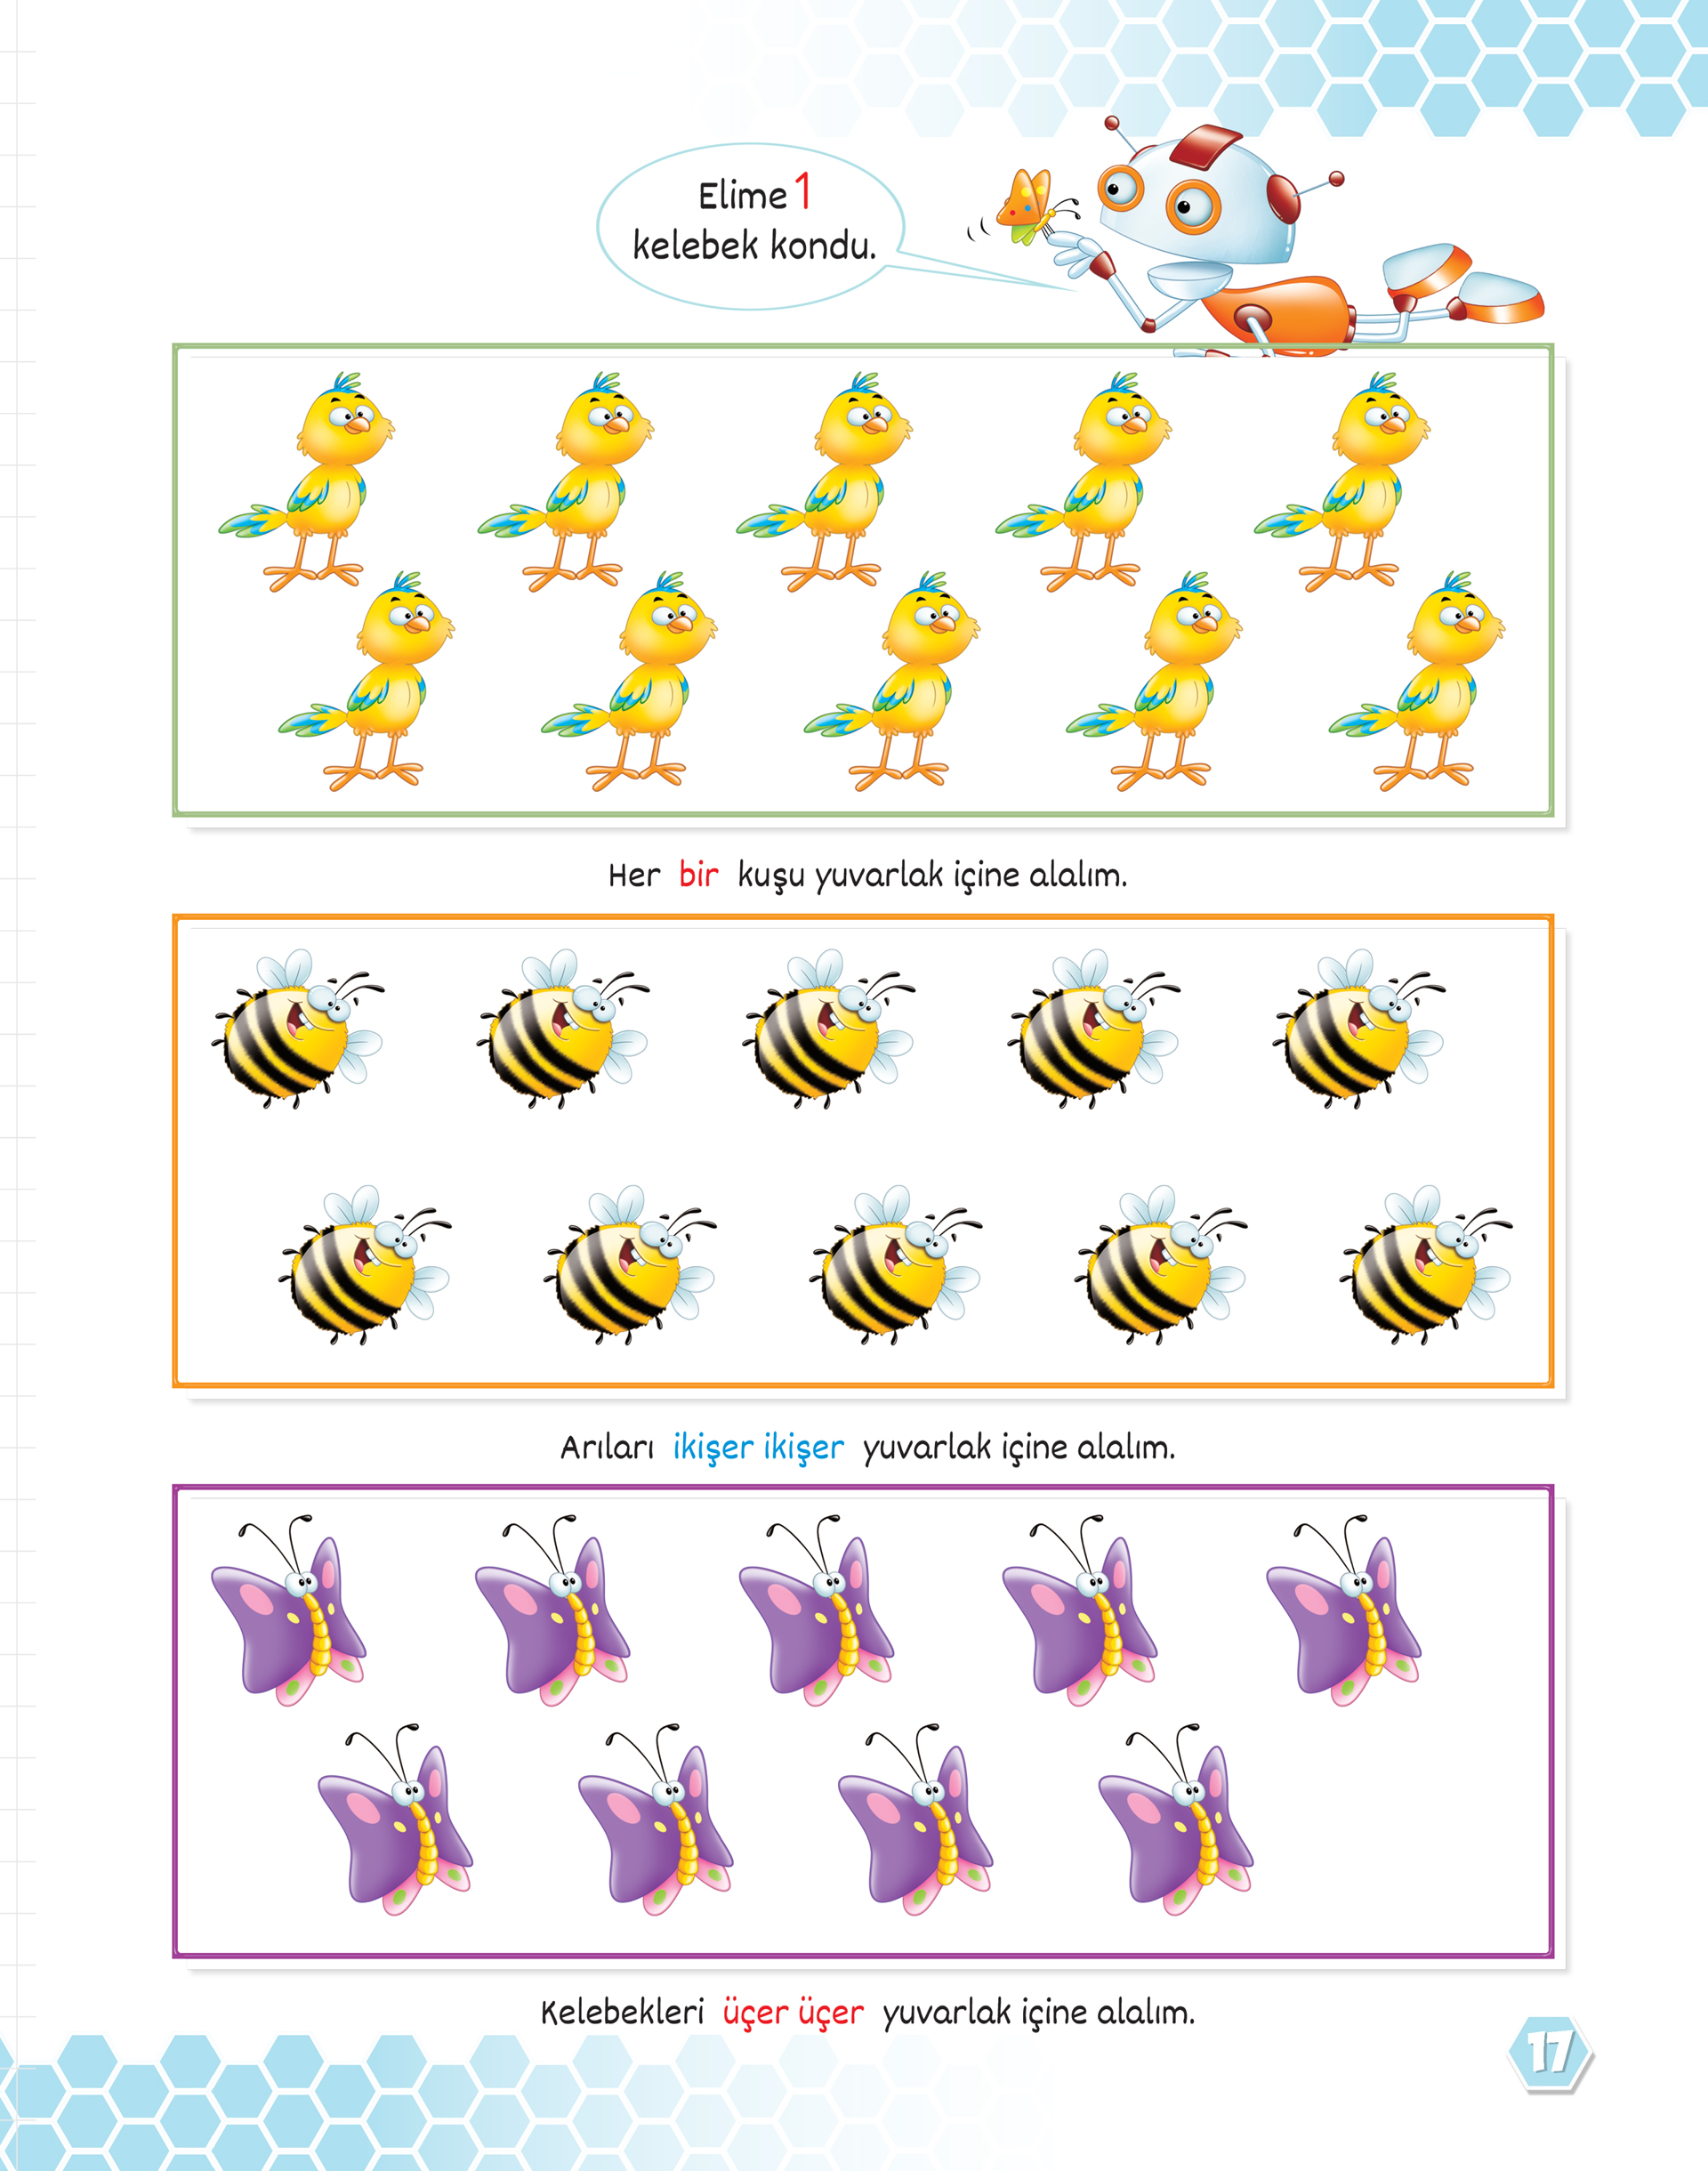 Elime 1
kelebek kondu.
Her bir kuşu yuvarlak içine alalım.
Arıları ikişer ikişer yuvarlak içine alalım.
Kelebekleri üçer üçer yuvarlak içine alalım.
17